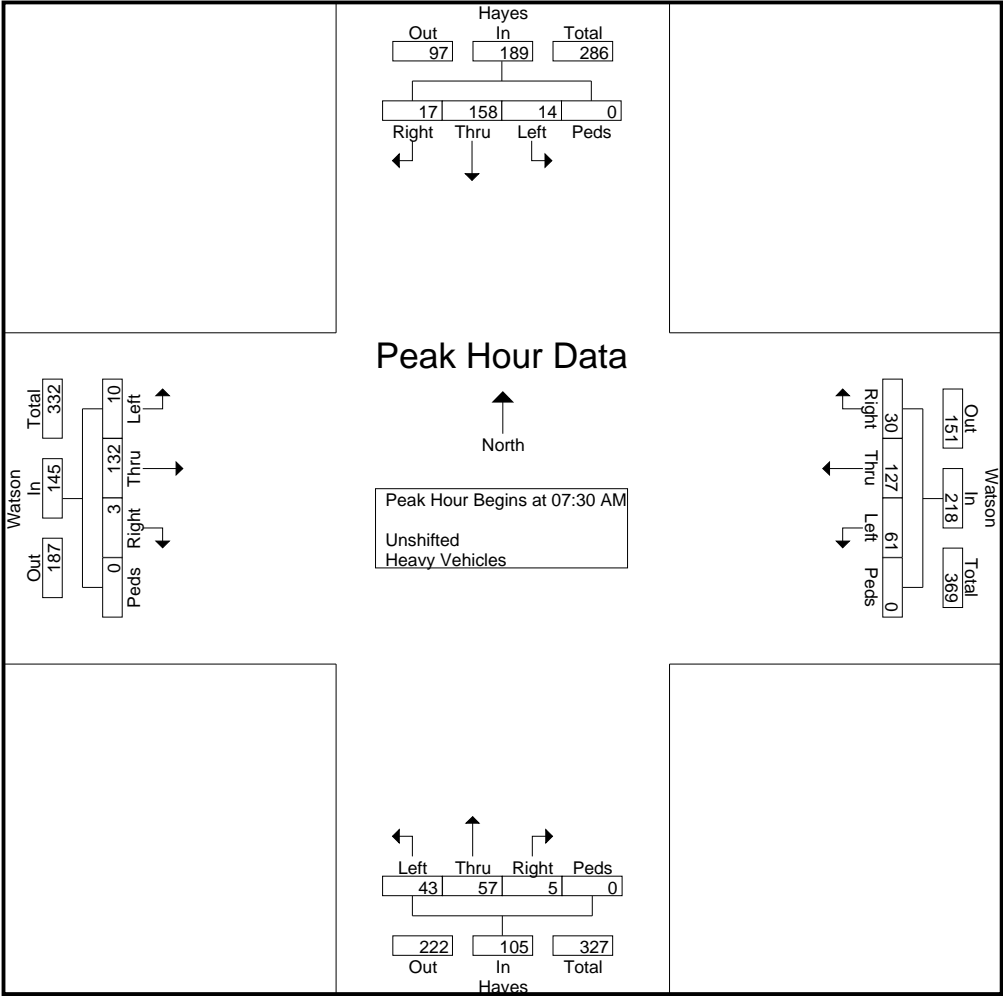 Hayes
Out In Total
97 189 286
17 158 14 0
Right Thru Left Peds
Peak Hour Data
North
Peak Hour Begins at 07:30 AM
Unshifted
Heavy Vehicles
Watson
Total In Out
332 145 187
10 132 3 0
Left Thru Right Peds
Watson
Out In Total
151 218 369
30 127 61 0
Right Thru Left Peds
Left Thru Right Peds
43 57 5 0
222 105 327
Out In Total
Hayes